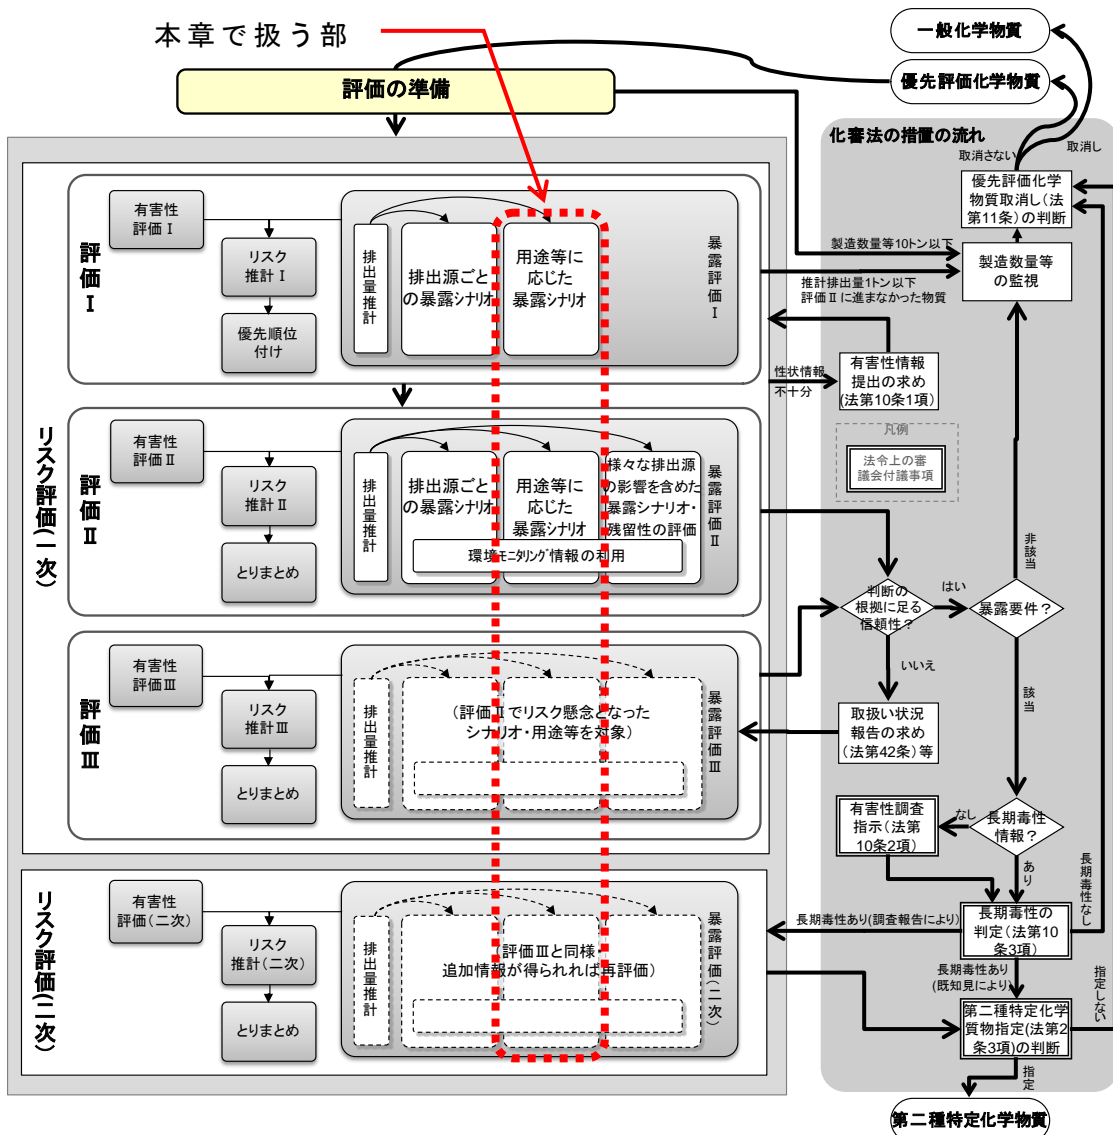 本章で扱う部
一般化学物質
優先評価化学物質
評価の準備
化審法の措置の流れ
取消さない
取消し
優先評価化学
物質取消し(法
第11条)の判断
製造数量等10トン以下
製造数量等
の監視
推計排出量1トン以下
評価Ⅱに進まなかった物質
性状情報
不十分
有害性情報
提出の求め
(法第10条1項)
凡例
法令上の審
議会付議事項
リスク評価(一次)
評価Ⅰ
有害性
評価Ⅰ
リスク
推計Ⅰ
優先順位
付け
排出量推計
排出源ごと
の暴露シナリオ
用途等に
応じた
暴露シナリオ
暴露評価Ⅰ
評価Ⅱ
有害性
評価Ⅱ
リスク
推計Ⅱ
とりまとめ
排出量推計
排出源ごと
の暴露シナリオ
用途等に
応じた
暴露シナリオ
様々な排出源
の影響を含めた
暴露シナリオ・
残留性の評価
環境モニタリング情報の利用
暴露評価Ⅱ
判断の
根拠に足る
信頼性?
はい
いいえ
暴露要件?
非該当
該当
評価Ⅲ
有害性
評価Ⅲ
リスク
推計Ⅲ
とりまとめ
排出量推計
(評価Ⅱでリスク懸念となった
シナリオ・用途等を対象)
暴露評価Ⅲ
取扱い状況
報告の求め
(法第42条)等
有害性調査
指示(法第
10条2項)
なし
長期毒性
情報?
あり
長期毒性なし
リスク評価(二次)
有害性
評価(二次)
リスク
推計(二次)
とりまとめ
排出量推計
(評価Ⅲと同様・
追加情報が得られれば再評価)
暴露評価(二次)
長期毒性あり(調査報告により)
長期毒性の
判定(法第10
条3項)
長期毒性あり
(既知見により)
指定しない
第二種特定化学
質物指定(法第2
条3項)の判断
指定
第二種特定化学物質